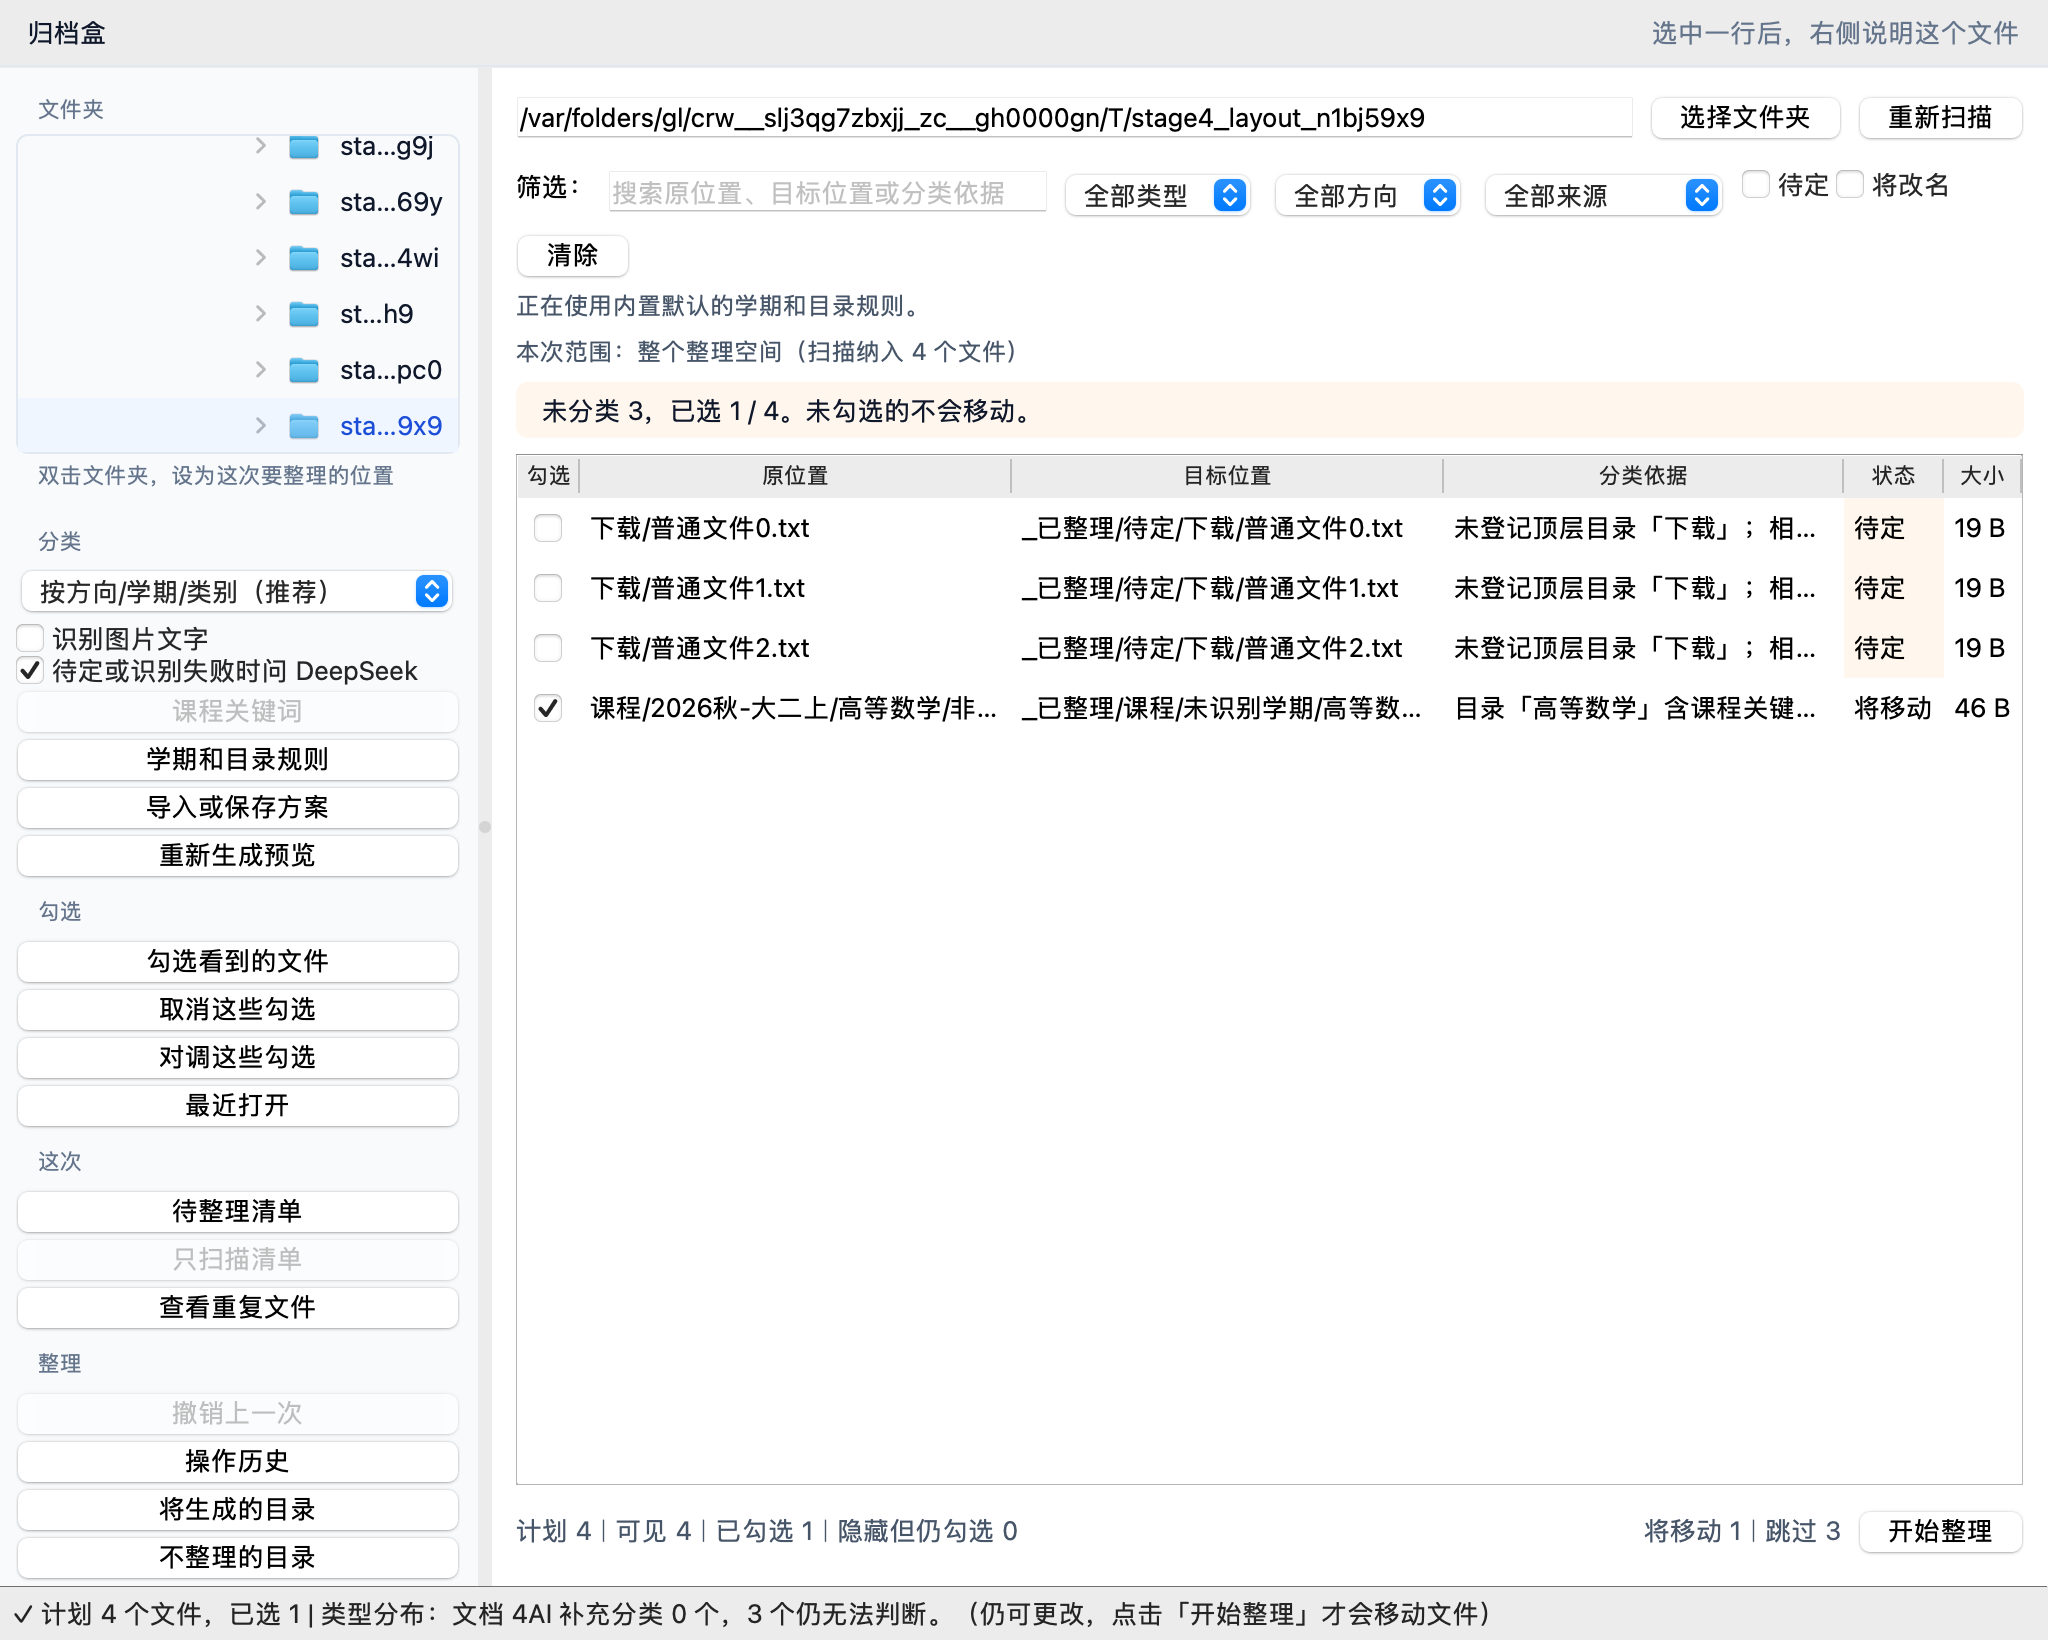 归档盒
选中一行后，右侧说明这个文件
文件夹
sta...g9j
sta...69y
sta...4wi
st...h9
sta...pc0
sta...9x9
双击文件夹，设为这次要整理的位置
分类
按方向/学期/类别（推荐）
识别图片文字
待定或识别失败时问 DeepSeek
课程关键词
学期和目录规则
导入或保存方案
重新生成预览
勾选
勾选看到的文件
取消这些勾选
对调这些勾选
最近打开
这次
待整理清单
只扫描清单
查看重复文件
整理
撤销上一次
操作历史
将生成的目录
不整理的目录
/var/folders/gl/crw__slj3qg7zbxjj_zc__gh0000gn/T/stage4_layout_n1bj59x9 选择文件夹 重新扫描
筛选： 搜索原位置、目标位置或分类依据 全部类型 全部方向 全部来源 待定 将改名
清除
正在使用内置默认的学期和目录规则。
本次范围：整个整理空间（扫描纳入 4 个文件）
未分类 3，已选 1 / 4。未勾选的不会移动。
勾选 原位置 目标位置 分类依据 状态 大小
下载/普通文件0.txt _已整理/待定/下载/普通文件0.txt 未登记顶层目录「下载」；相... 待定 19 B
下载/普通文件1.txt _已整理/待定/下载/普通文件1.txt 未登记顶层目录「下载」；相... 待定 19 B
下载/普通文件2.txt _已整理/待定/下载/普通文件2.txt 未登记顶层目录「下载」；相... 待定 19 B
课程/2026秋-大二上/高等数学/非... _已整理/课程/未识别学期/高等数... 目录「高等数学」含课程关键... 将移动 46 B
计划 4 | 可见 4 | 已勾选 1 | 隐藏但仍勾选 0
将移动 1 | 跳过 3 开始整理
✓ 计划 4 个文件，已选 1 | 类型分布：文档 4AI 补充分类 0 个，3 个仍无法判断。（仍可更改，点击「开始整理」才会移动文件）